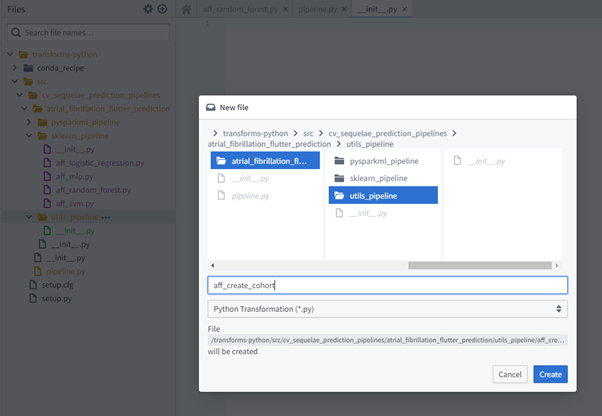 Files
aff_random_forest.py
pipeline.py
__init__.py
Search file names...
1
transforms-python
conda_recipe
src
cv_sequelae_prediction_pipelines
atrial_fibrillation_flutter_prediction
pysparkml_pipeline
sklearn_pipeline
__init__.py
aff_logistic_regression.py
aff_mlp.py
aff_random_forest.py
aff_svm.py
utils_pipeline
__init__.py
__init__.py
__init__.py
pipeline.py
setup.cfg
setup.py
New file
transforms-python src cv_sequelae_prediction_pipelines
atrial_fibrillation_flutter_prediction utils_pipeline
atrial_fibrillation_fl...
__init__.py
pipeline.py
pysparkml_pipeline
sklearn_pipeline
utils_pipeline
__init__.py
__init__.py
aff_create_cohort
Python Transformation (*.py)
File
/transforms-python/src/cv_sequelae_prediction_pipelines/atrial_fibrillation_flutter_prediction/utils_pipeline/aff_cre...
will be created
Cancel
Create